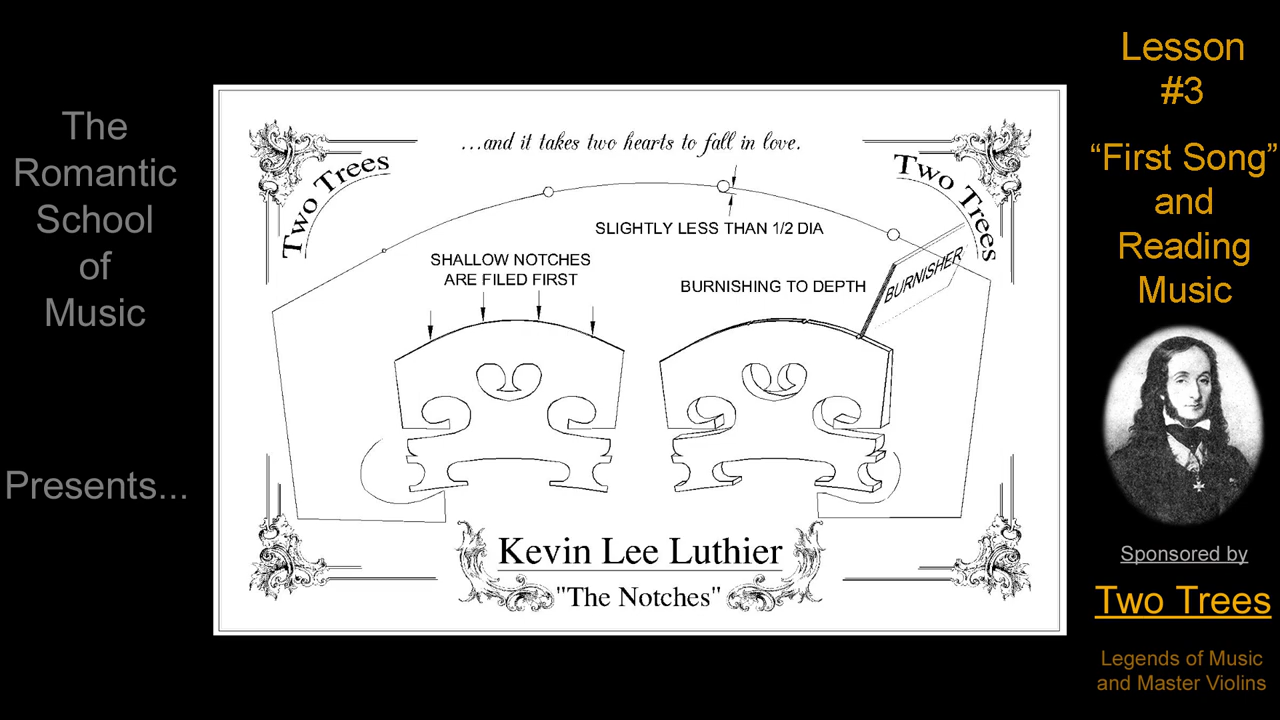 The
Romantic
School
of
Music
Presents...
...and it takes two hearts to fall in love.
Two Trees
Two Trees
SLIGHTLY LESS THAN 1/2 DIA
SHALLOW NOTCHES
ARE FILED FIRST
BURNISHING TO DEPTH
BURNISHER
Kevin Lee Luthier
"The Notches"
Lesson
#3
“First Song”
and
Reading
Music
Sponsored by
Two Trees
Legends of Music
and Master Violins